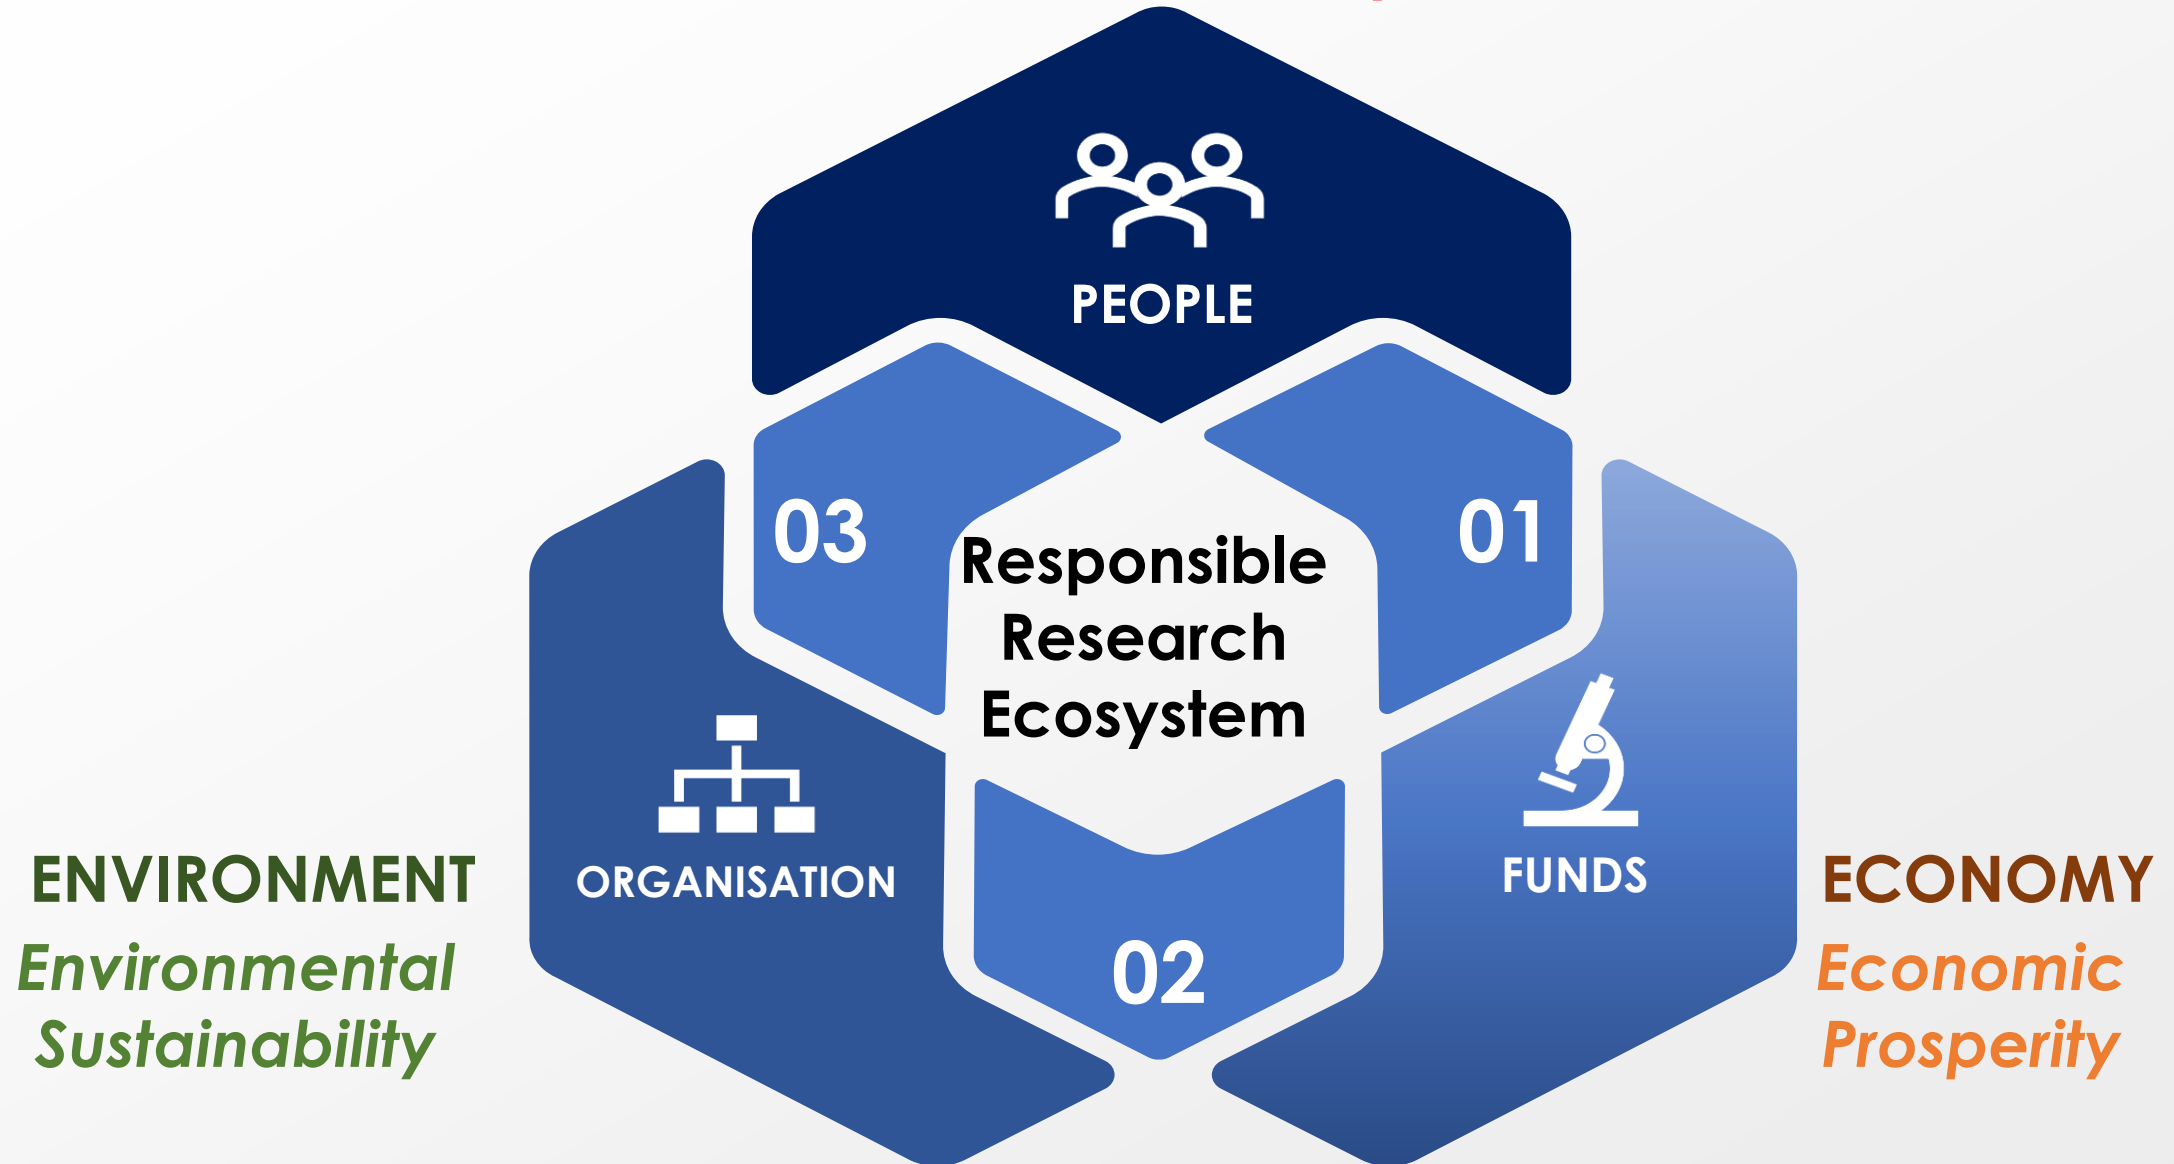 PEOPLE
03
01
Responsible
Research
Ecosystem
ORGANISATION
FUNDS
02
ENVIRONMENT
Environmental
Sustainability
ECONOMY
Economic
Prosperity